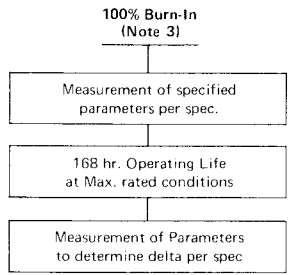 100% Burn-In
(Note 3)
Measurement of specified
parameters per spec.
168 hr. Operating Life
at Max. rated conditions
Measurement of Parameters
to determine delta per spec